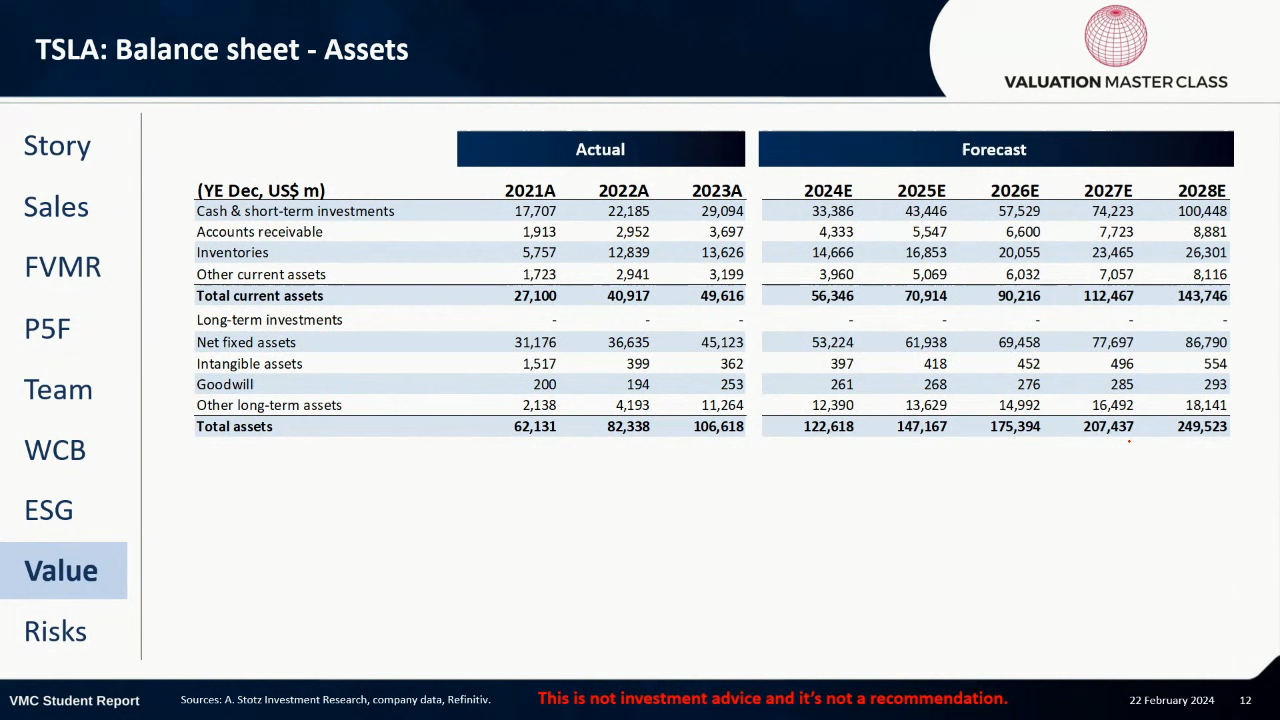 TSLA: Balance sheet - Assets
VALUATION MASTER CLASS
Story
Sales
FVMR
P5F
Team
WCB
ESG
Value
Risks
Actual Forecast
(YE Dec, US$ m) 2021A 2022A 2023A 2024E 2025E 2026E 2027E 2028E
Cash & short-term investments 17,707 22,185 29,094 33,386 43,446 57,529 74,223 100,448
Accounts receivable 1,913 2,952 3,697 4,333 5,547 6,600 7,723 8,881
Inventories 5,757 12,839 13,626 14,666 16,853 20,055 23,465 26,301
Other current assets 1,723 2,941 3,199 3,960 5,069 6,032 7,057 8,116
Total current assets 27,100 40,917 49,616 56,346 70,914 90,216 112,467 143,746
Long-term investments - - - - - - - -
Net fixed assets 31,176 36,635 45,123 53,224 61,938 69,458 77,697 86,790
Intangible assets 1,517 399 362 397 418 452 496 554
Goodwill 200 194 253 261 268 276 285 293
Other long-term assets 2,138 4,193 11,264 12,390 13,629 14,992 16,492 18,141
Total assets 62,131 82,338 106,618 122,618 147,167 175,394 207,437 249,523
VMC Student Report
Sources: A. Stotz Investment Research, company data, Refinitiv.
This is not investment advice and it’s not a recommendation.
22 February 2024
12